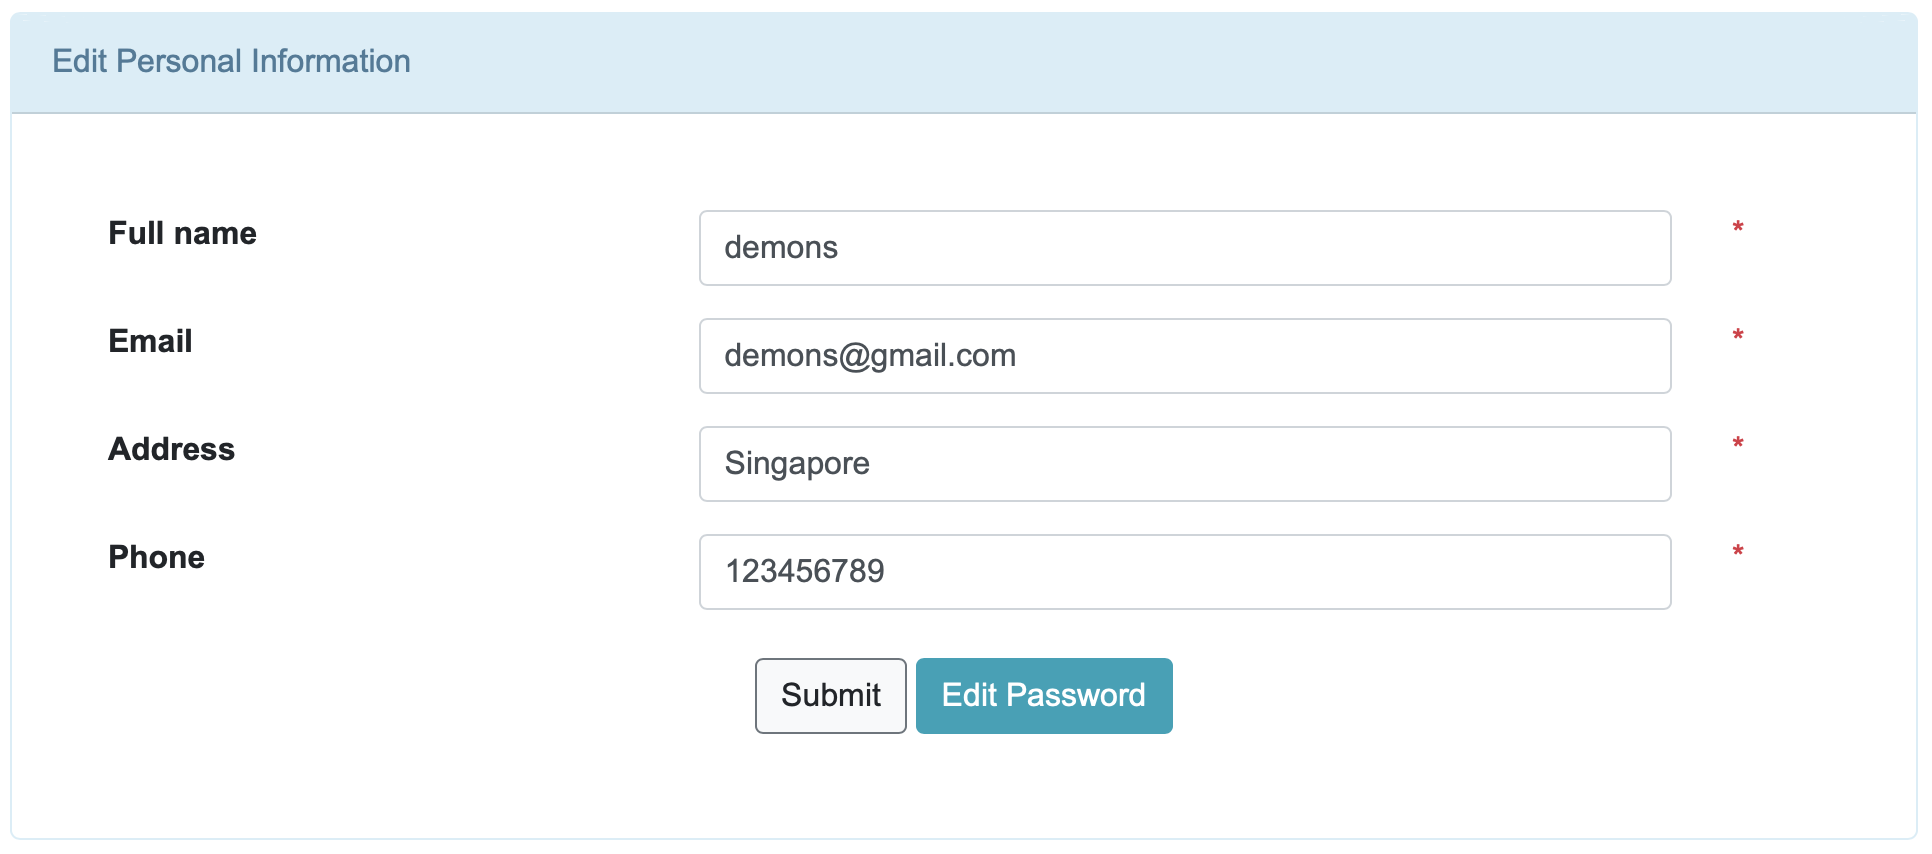 Edit Personal Information
Full name demons *
Email demons@gmail.com *
Address Singapore *
Phone 123456789 *
Submit Edit Password